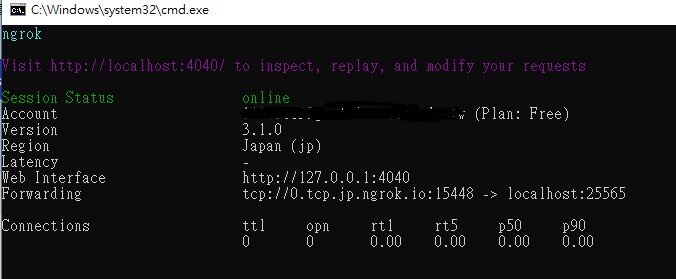 C:\Windows\system32\cmd.exe
ngrok
Visit http://localhost:4040/ to inspect, replay, and modify your requests
Session Status online
Account w (Plan: Free)
Version 3.1.0
Region Japan (jp)
Latency -
Web Interface http://127.0.0.1:4040
Forwarding tcp://0.tcp.jp.ngrok.io:15448 -> localhost:25565
Connections ttl opn rt1 rt5 p50 p90
0 0 0.00 0.00 0.00 0.00